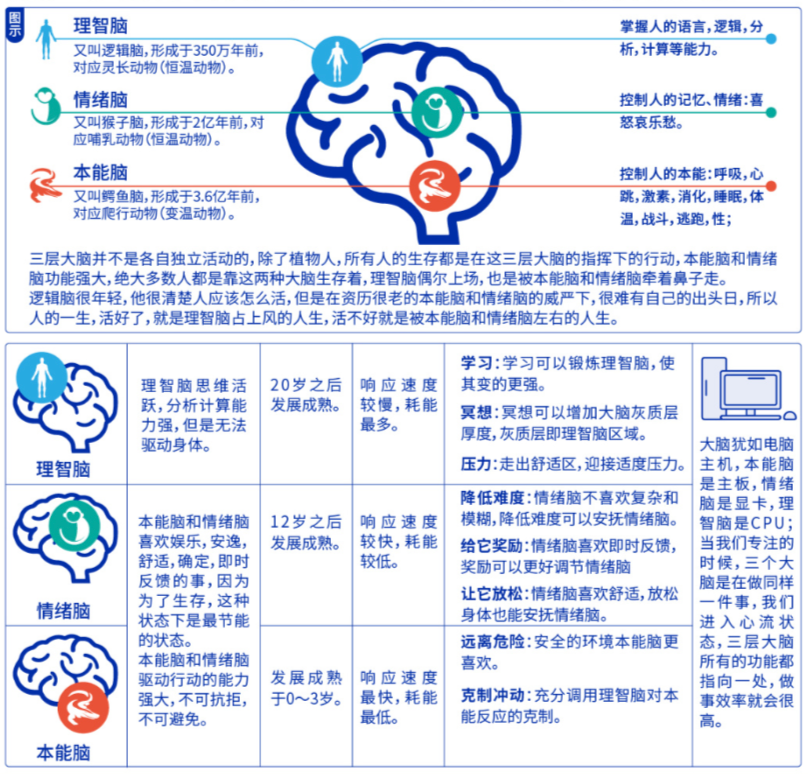 图示
理智脑
又叫逻辑脑,形成于350万年前,
对应灵长动物(恒温动物)。
掌握人的语言,逻辑,分
析,计算等能力。
情绪脑
又叫猴子脑,形成于2亿年前,对
应哺乳动物(恒温动物)。
控制人的记忆、情绪:喜
怒哀乐愁。
本能脑
又叫鳄鱼脑,形成于3.6亿年前,
对应爬行动物(变温动物)。
控制人的本能:呼吸,心
跳,激素,消化,睡眠,体
温,战斗,逃跑,性;
三层大脑并不是各自独立活动的,除了植物人,所有人的生存都是在这三层大脑的指挥下的行动,本能脑和情绪
脑功能强大,绝大多数人都是靠这两种大脑生存着,理智脑偶尔上场,也是被本能脑和情绪脑牵着鼻子走。
逻辑脑很年轻,他很清楚人应该怎么活,但是在资历很老的本能脑和情绪脑的威严下,很难有自己的出头日,所以
人的一生,活好了,就是理智脑占上风的人生,活不好就是被本能脑和情绪脑左右的人生。
理智脑
理智脑思维活
跃,分析计算能
力强,但是无法
驱动身体。
20岁之后
发展成熟。
响应速度
较慢,耗能
最多。
学习:学习可以锻炼理智脑,使
其变的更强。
冥想:冥想可以增加大脑灰质层
厚度,灰质层即理智脑区域。
压力:走出舒适区,迎接适度压力。
情绪脑
本能脑和情绪脑
喜欢娱乐,安逸,
舒适,确定,即时
反馈的事,因为
为了生存,这种
状态下是最节能
的状态。
本能脑和情绪脑
驱动行动的能力
强大,不可抗拒,
不可避免。
12岁之后
发展成熟。
响应速度
较快,耗能
较低。
降低难度:情绪脑不喜欢复杂和
模糊,降低难度可以安抚情绪脑。
给它奖励:情绪脑喜欢即时反馈,
奖励可以更好调节情绪脑
让它放松:情绪脑喜欢舒适,放松
身体也能安抚情绪脑。
本能脑
发展成熟
于0～3岁。
响应速度
最快,耗能
最低。
远离危险:安全的环境本能脑更
喜欢。
克制冲动:充分调用理智脑对本
能反应的克制。
大脑犹如电脑
主机,本能脑
是主板,情绪
脑是显卡,理
智脑是CPU;
当我们专注的
时候,三个大
脑是在做同样
一件事,我们
进入心流状
态,三层大脑
所有的功能都
指向一处,做
事效率就会很
高。